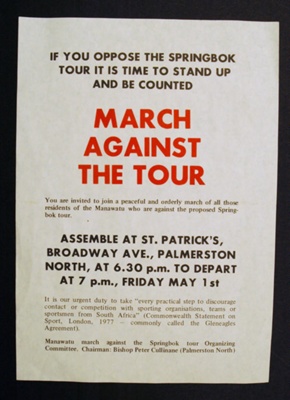 IF YOU OPPOSE THE SPRINGBOK
TOUR IT IS TIME TO STAND UP
AND BE COUNTED
MARCH
AGAINST
THE TOUR
You are invited to join a peaceful and orderly march of all those
residents of the Manawatu who are against the proposed Spring-
bok tour.
ASSEMBLE AT ST. PATRICK'S,
BROADWAY AVE., PALMERSTON
NORTH, AT 6.30 p.m. TO DEPART
AT 7 p.m., FRIDAY MAY 1st
It is our urgent duty to take "every practical step to discourage
contact or competition with sporting organisations, teams or
sportsmen from South Africa" (Commonwealth Statement on
Sport, London, 1977 - commonly called the Gleneagles
Agreement).
Manawatu march against the Springbok tour Organizing
Committee. Chairman: Bishop Peter Cullinane (Palmerston North)